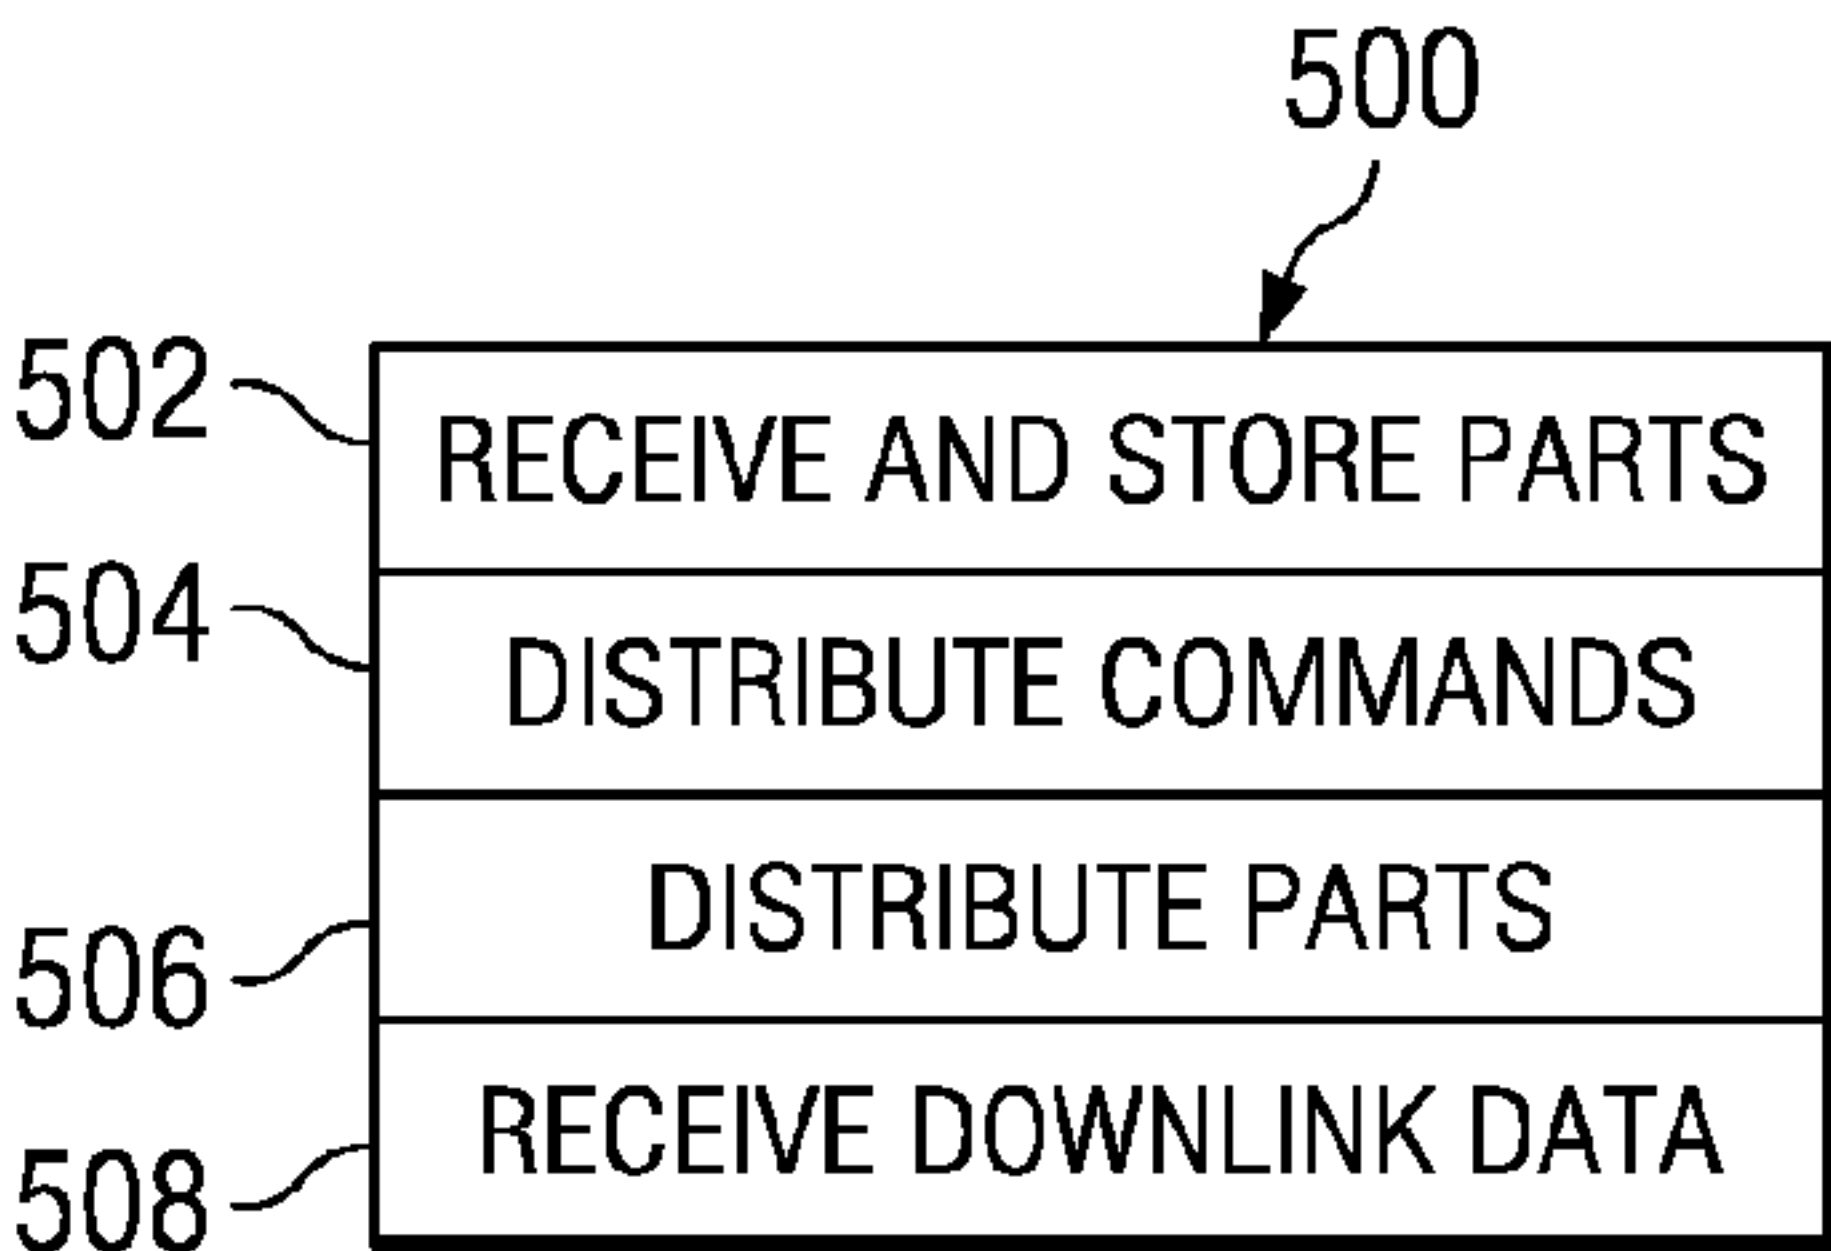 500
502 RECEIVE AND STORE PARTS
504 DISTRIBUTE COMMANDS
506 DISTRIBUTE PARTS
508 RECEIVE DOWNLINK DATA